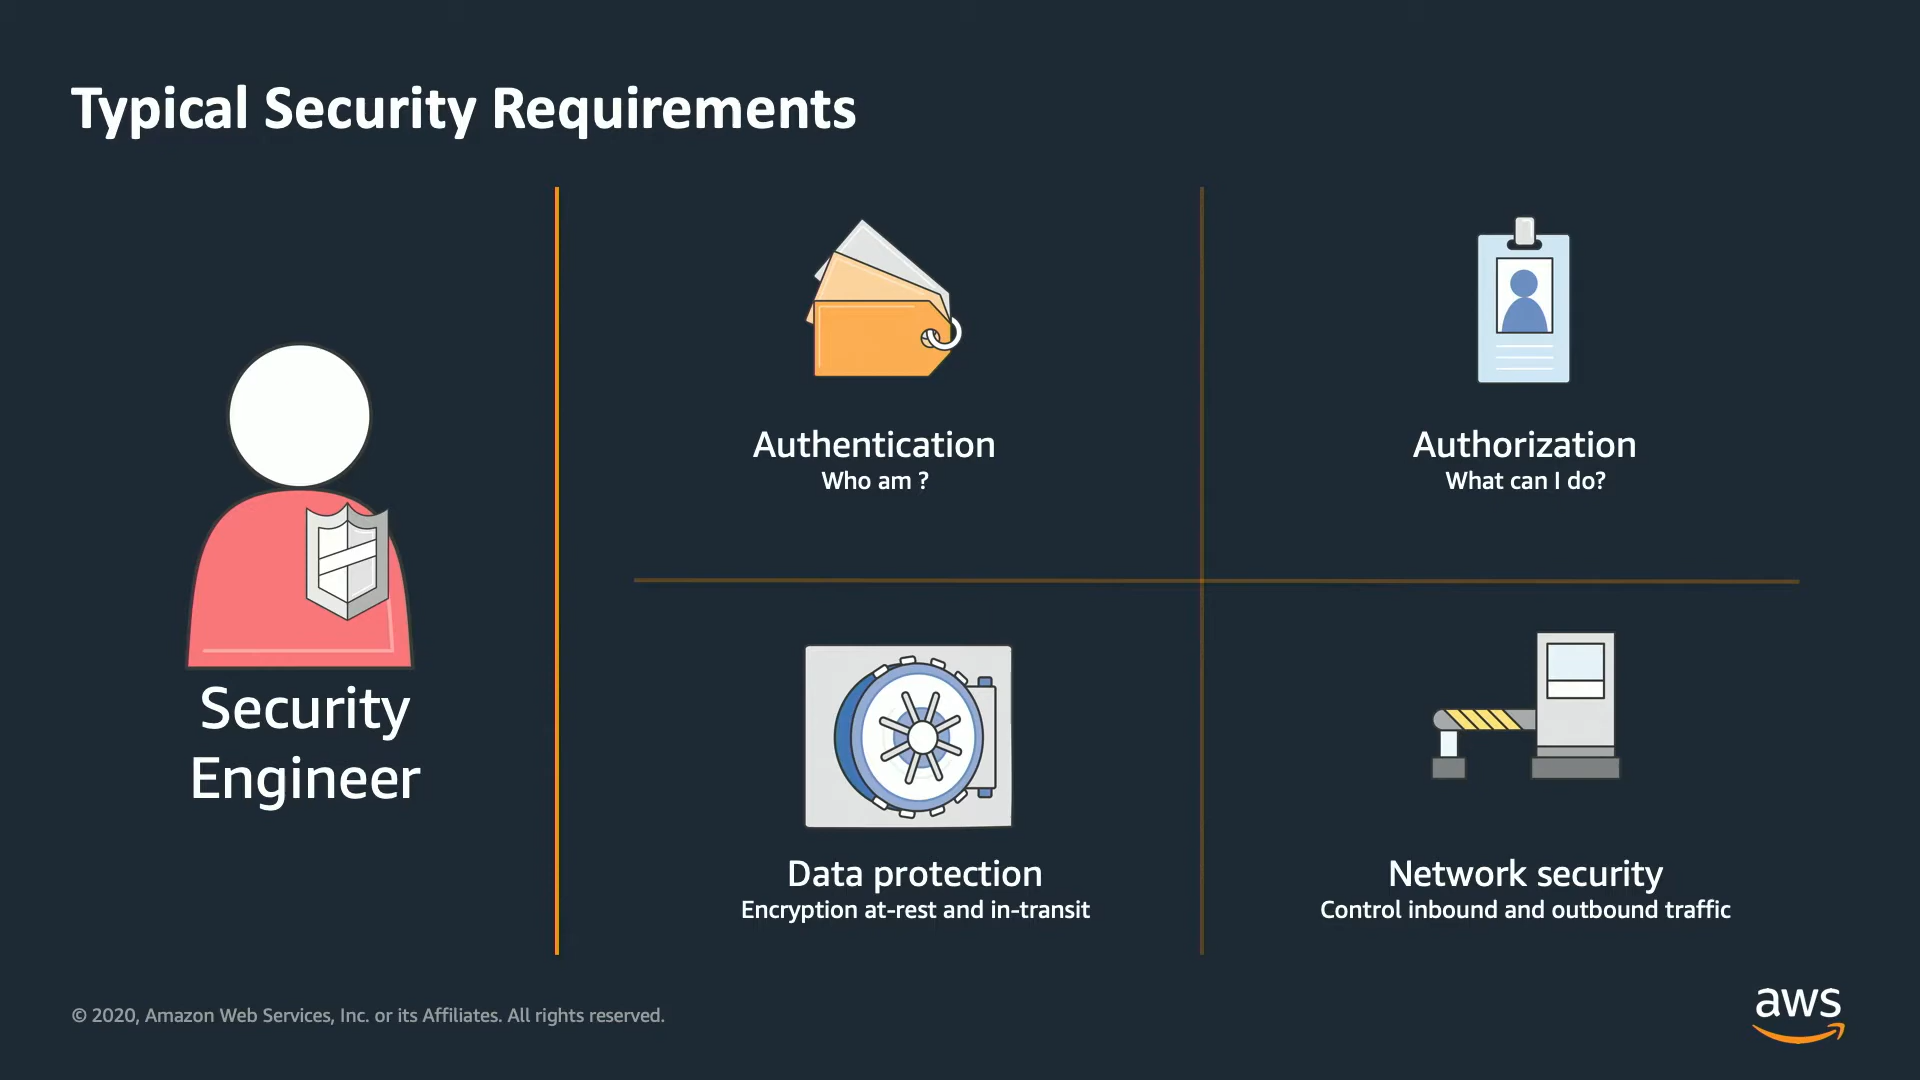 Typical Security Requirements
Security
Engineer
Authentication
Who am ?
Authorization
What can I do?
Data protection
Encryption at-rest and in-transit
Network security
Control inbound and outbound traffic
© 2020, Amazon Web Services, Inc. or its Affiliates. All rights reserved.
aws